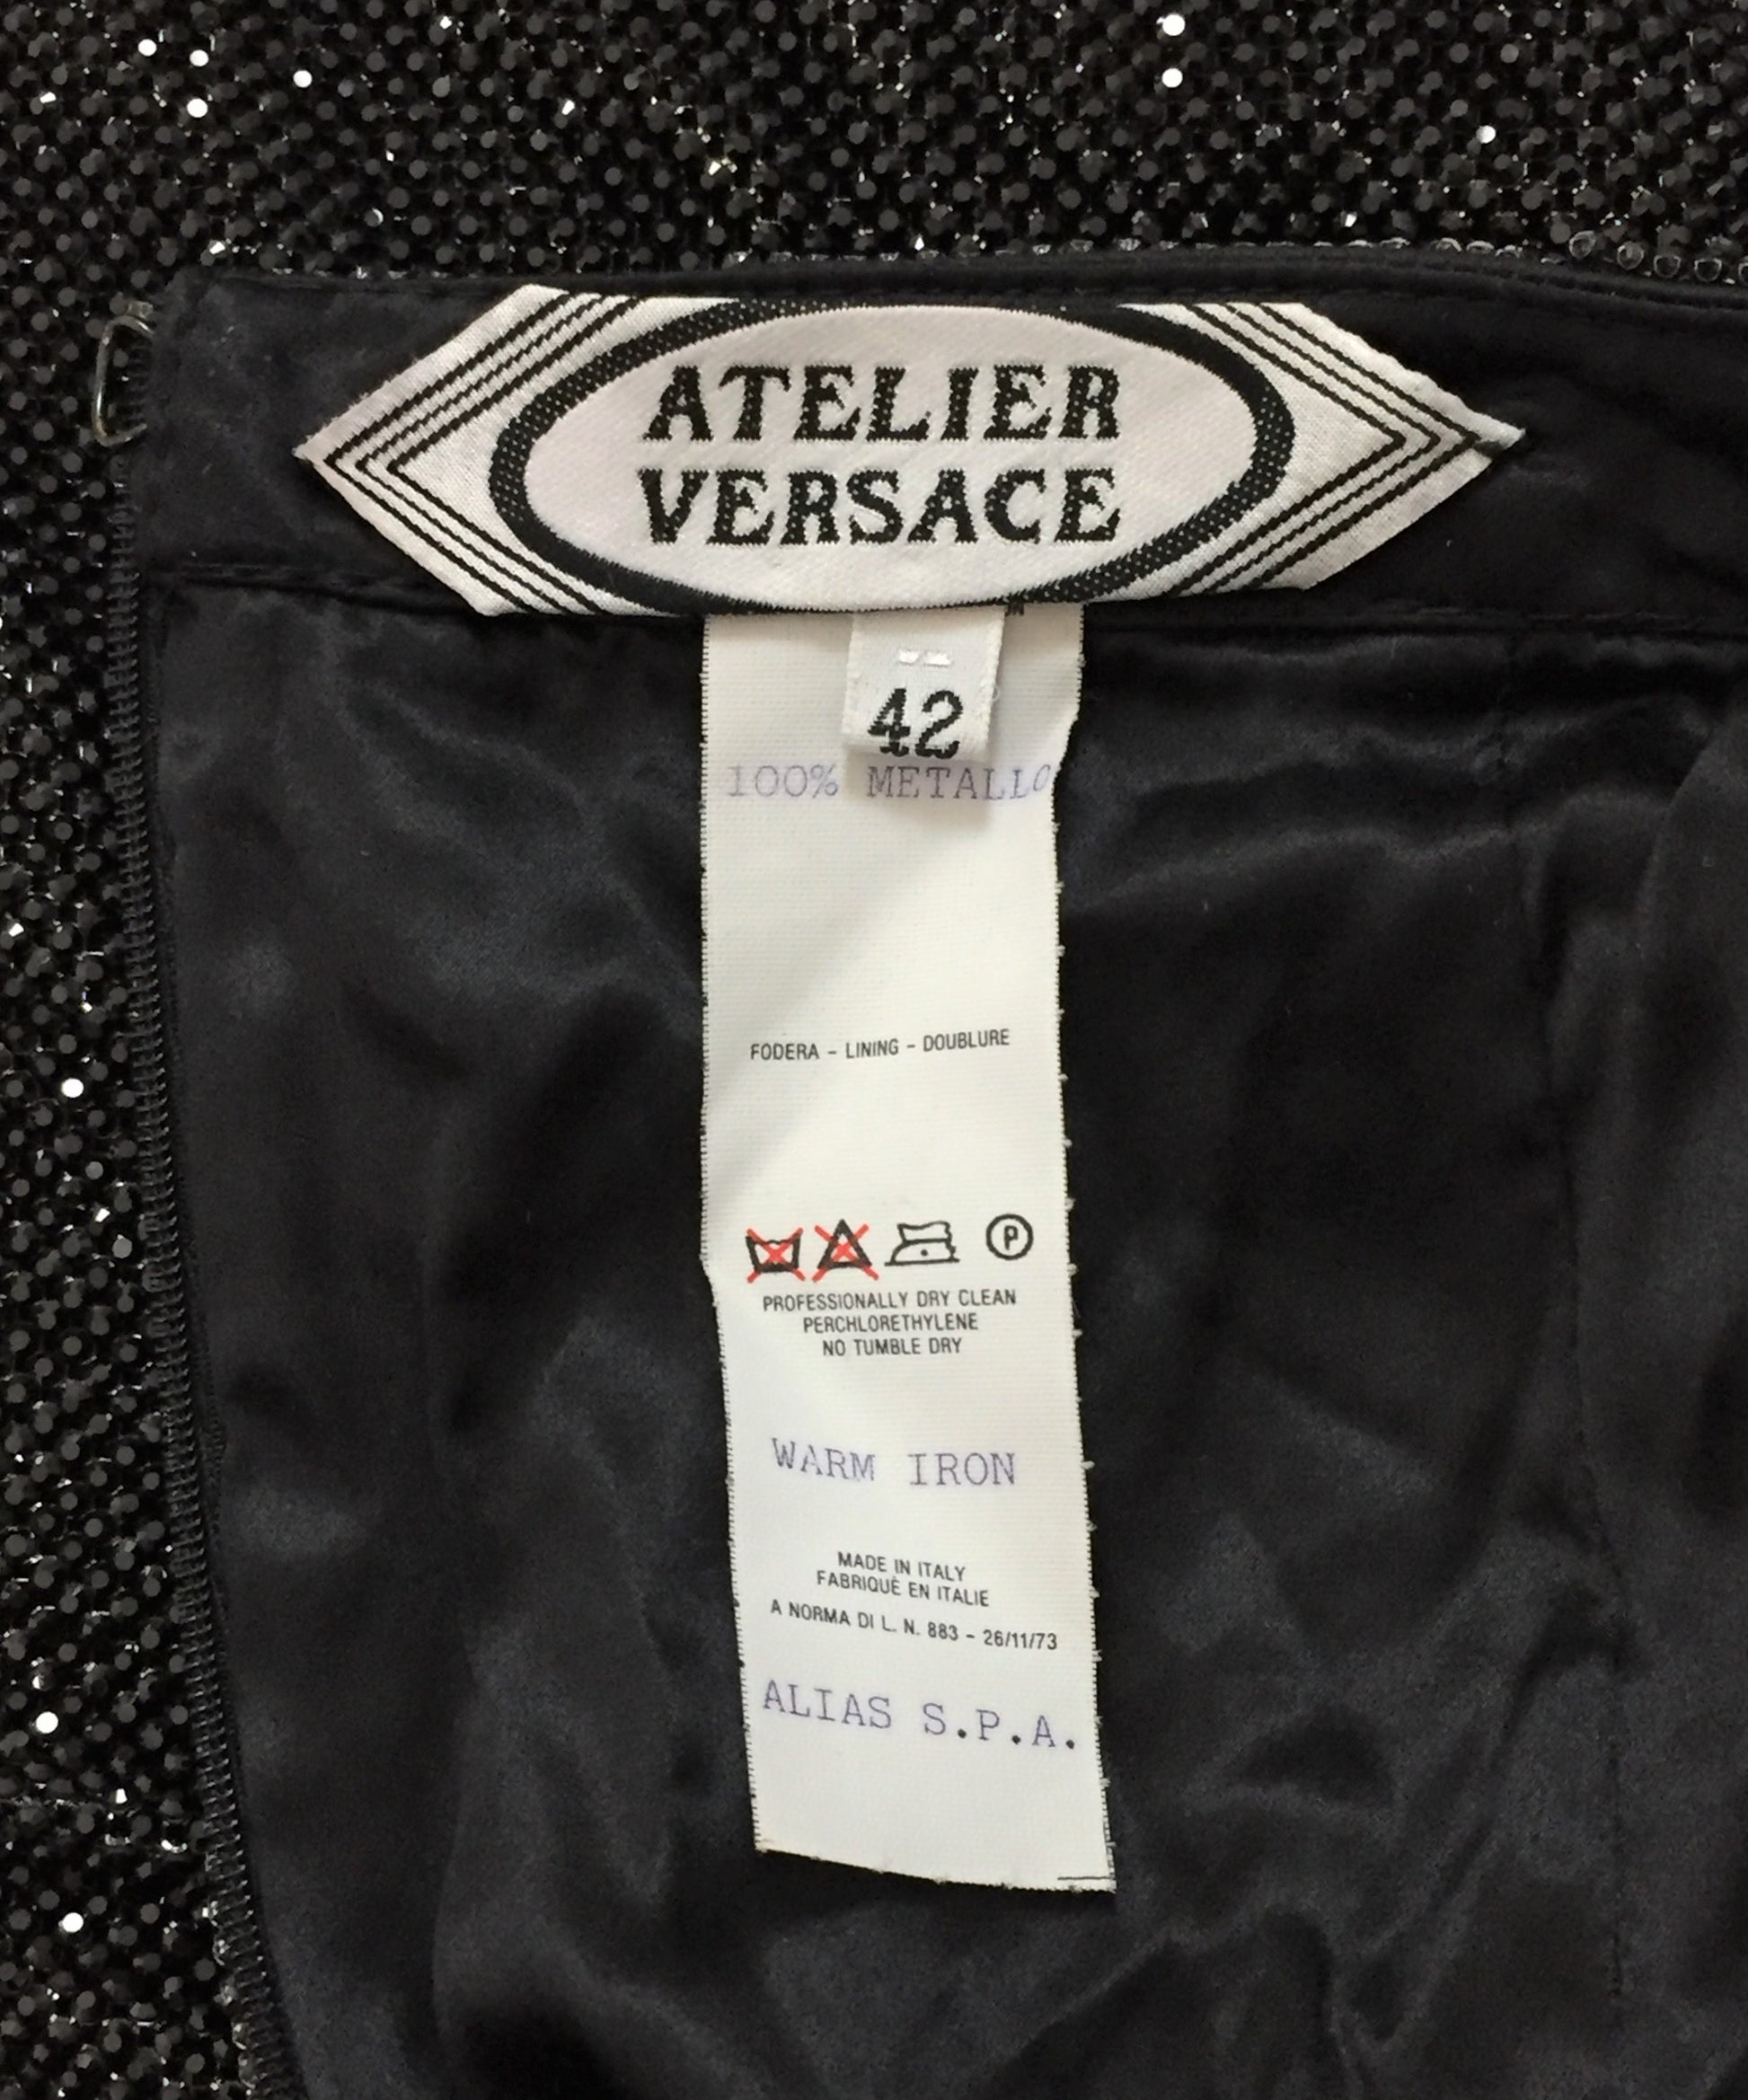 ATELIER
VERSACE
42
100% METALLO
FODERA - LINING - DOUBLURE
P
PROFESSIONALLY DRY CLEAN
PERCHLORETHYLENE
NO TUMBLE DRY
WARM IRON
MADE IN ITALY
FABRIQUÈ EN ITALIE
A NORMA DI L. N. 883 - 26/11/73
ALIAS S.P.A.